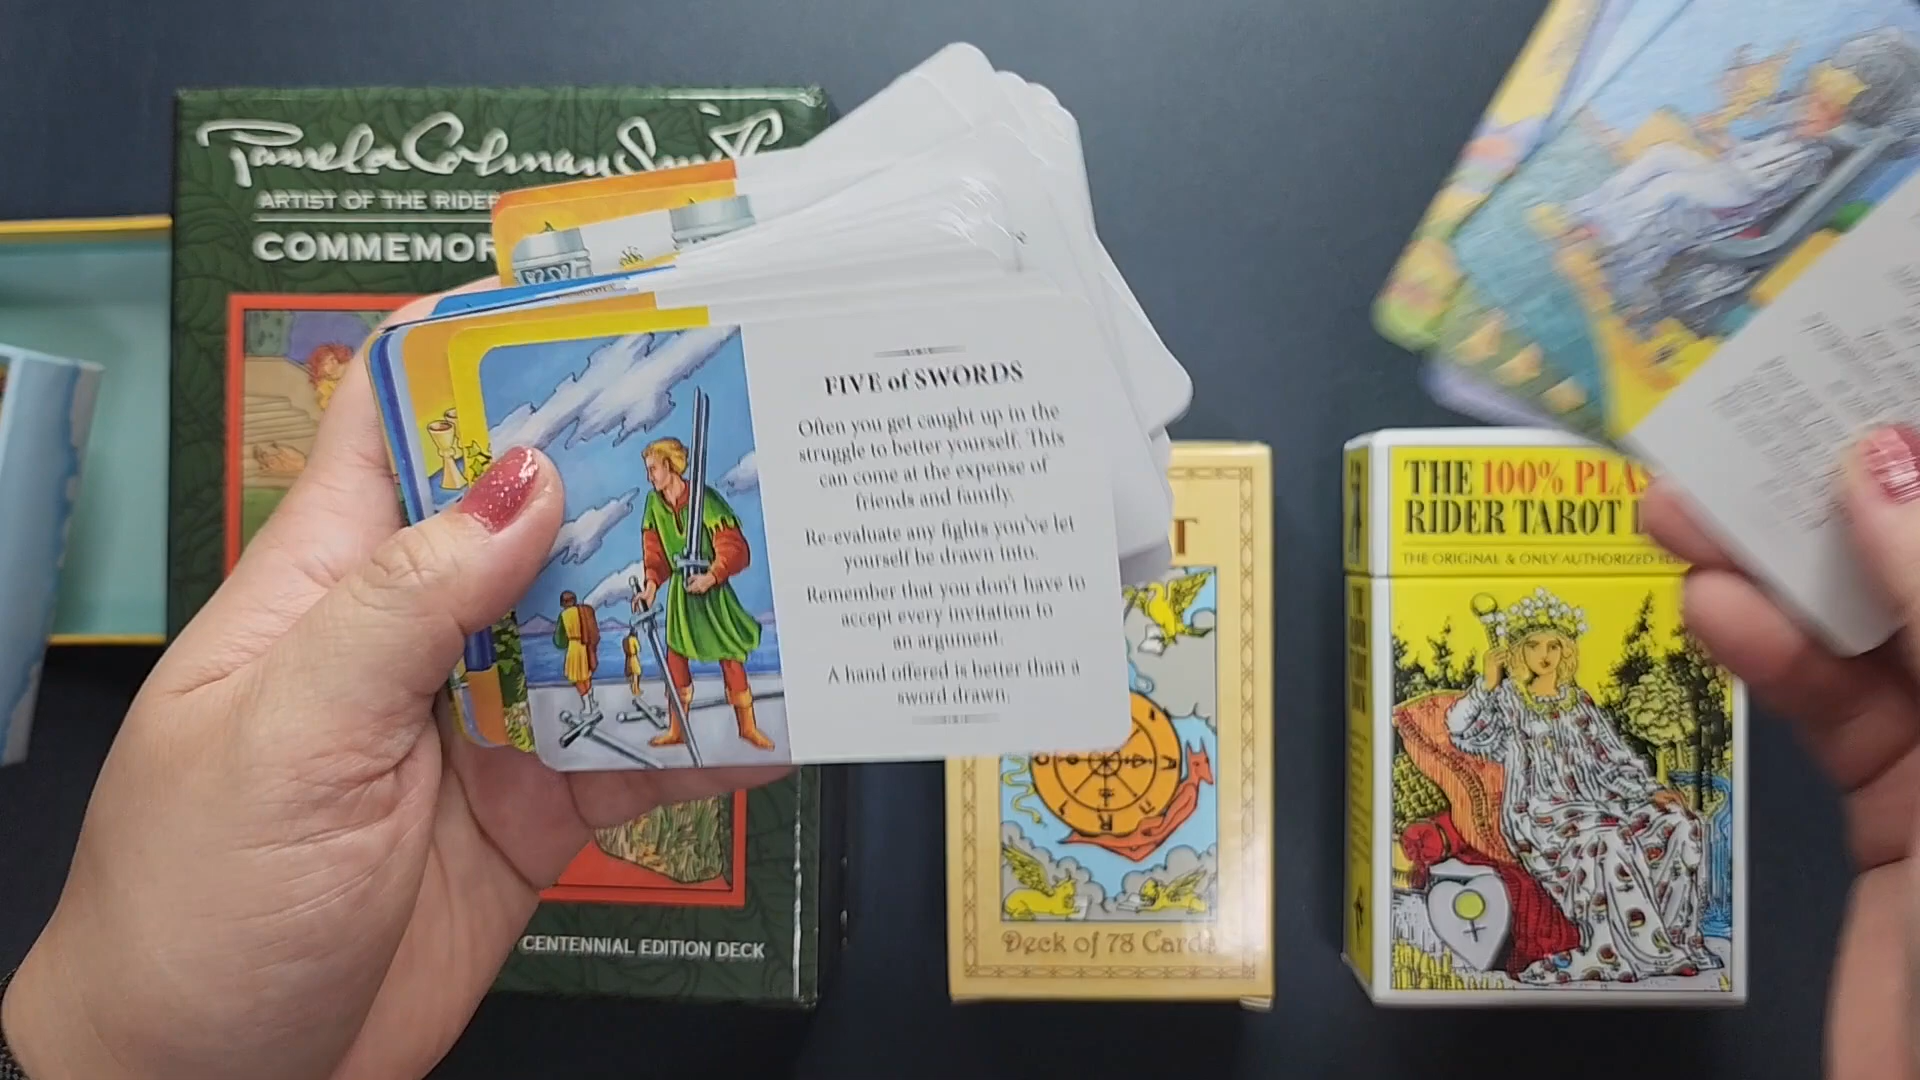 Pamela Colman Smith
ARTIST OF THE RIDER
COMMEMOR
CENTENNIAL EDITION DECK
FIVE of SWORDS
Often you get caught up in the
struggle to better yourself. This
can come at the expense of
friends and family.
Re-evaluate any fights you've let
yourself be drawn into.
Remember that you don't have to
accept every invitation to
an argument.
A hand offered is better than a
sword drawn.
T
Deck of 78 Cards
THE 100% PLAS
RIDER TAROT D
THE ORIGINAL & ONLY AUTHORIZED